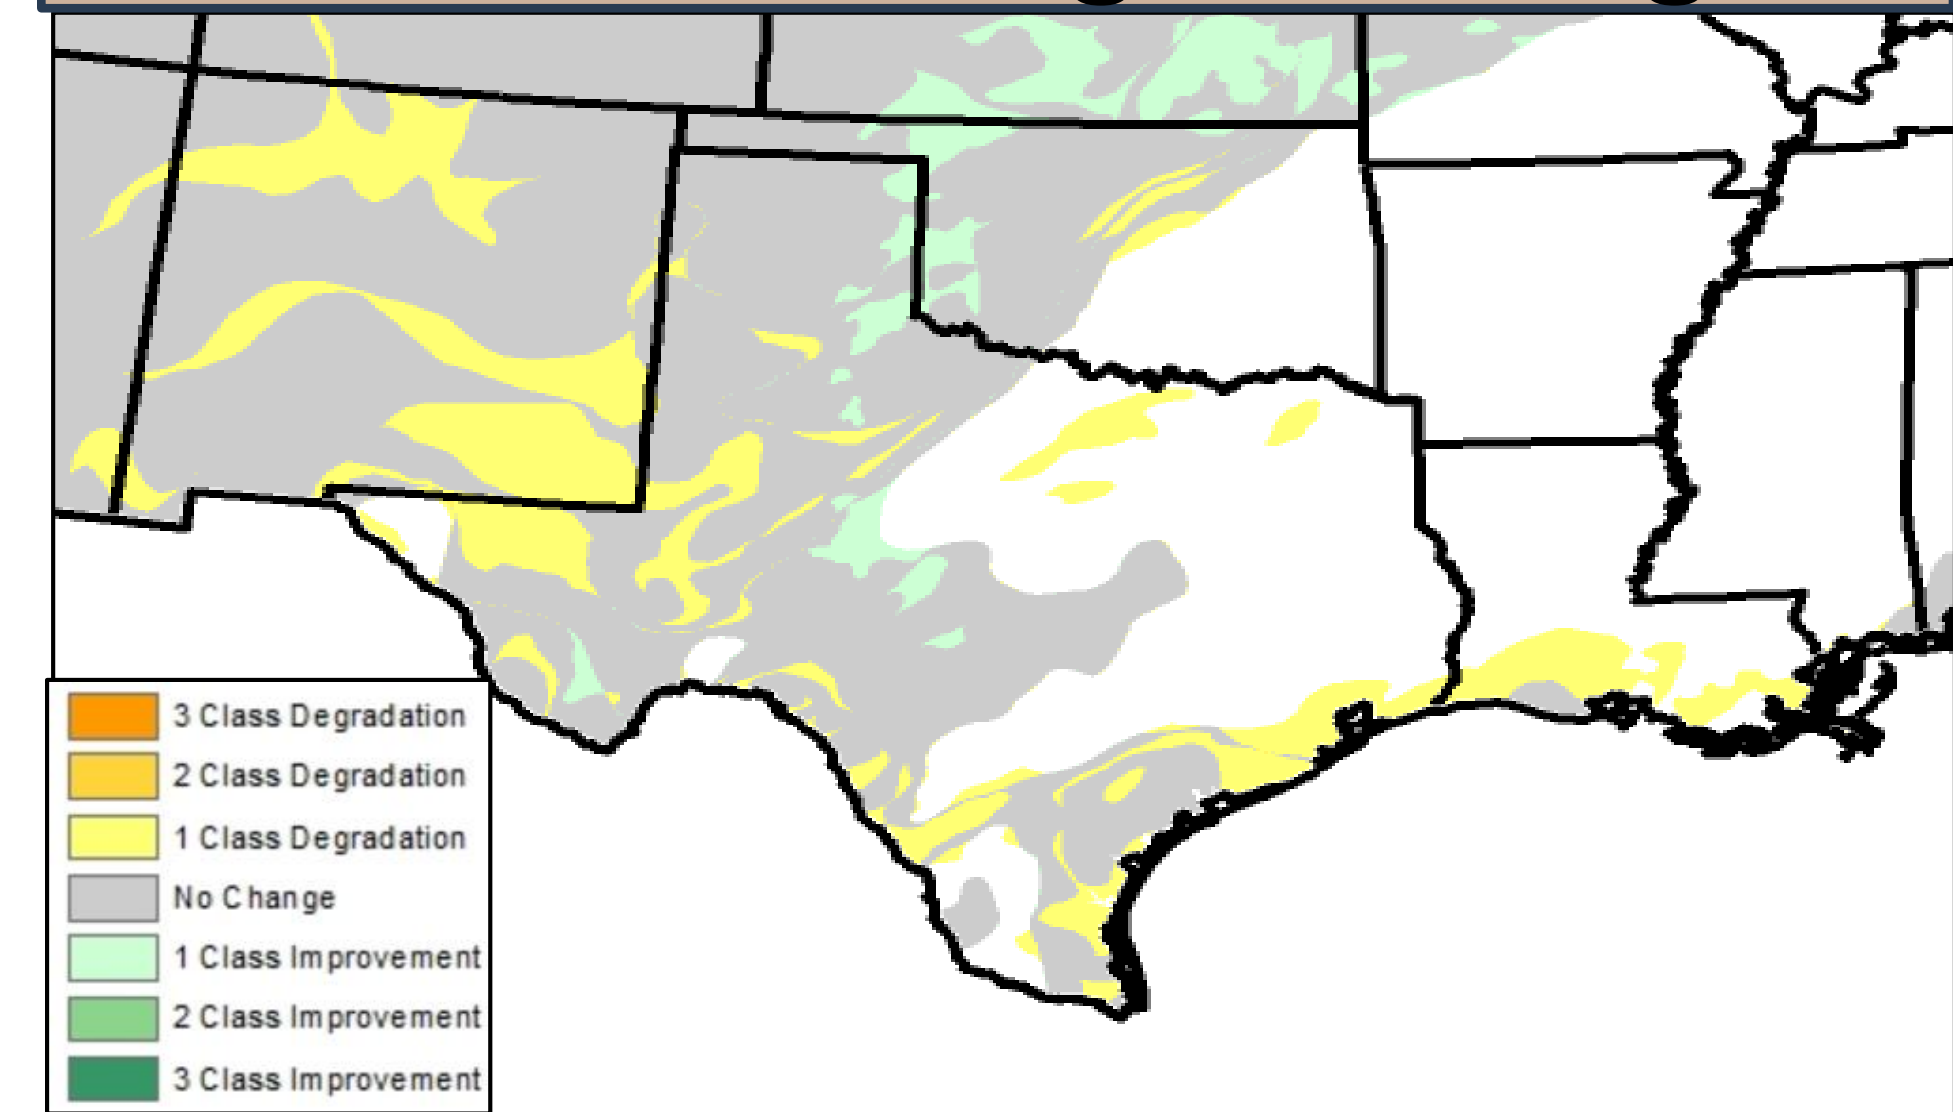 3 Class Degradation
2 Class Degradation
1 Class Degradation
No Change
1 Class Improvement
2 Class Improvement
3 Class Improvement